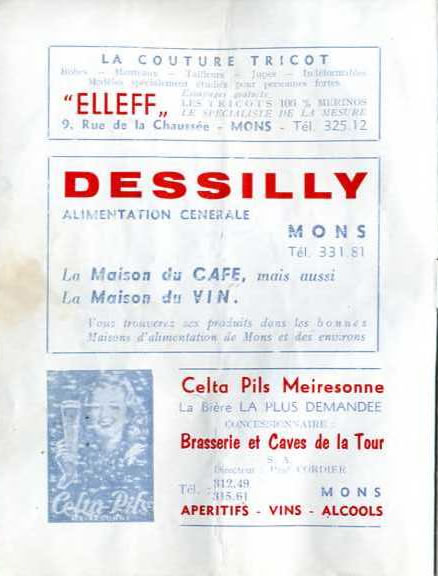 LA COUTURE TRICOT
Robes — Manteaux — Tailleurs — Jupes — Indéformables
Modèles spécialement étudiés pour personnes fortes
Essayages gratuits
"ELLEFF„ LES TRICOTS 100 % MERINOS
LE SPECIALISTE DE LA MESURE
9, Rue de la Chaussée - MONS - Tél. 325.12
DESSILLY
ALIMENTATION GENERALE
MONS
Tél. 331.81
La Maison du CAFE, mais aussi
La Maison du VIN.
Vous trouverez ses produits dans les bonnes
Maisons d'alimentation de Mons et des environs
Celta Pils Meiresonne
La Bière LA PLUS DEMANDEE
CONCESSIONNAIRE :
Brasserie et Caves de la Tour
S. A.
Directeur : CORDIER
Tél. : 312.49
315.61 MONS
APERITIFS - VINS - ALCOOLS
Celta-Pils
MEIRESONNE